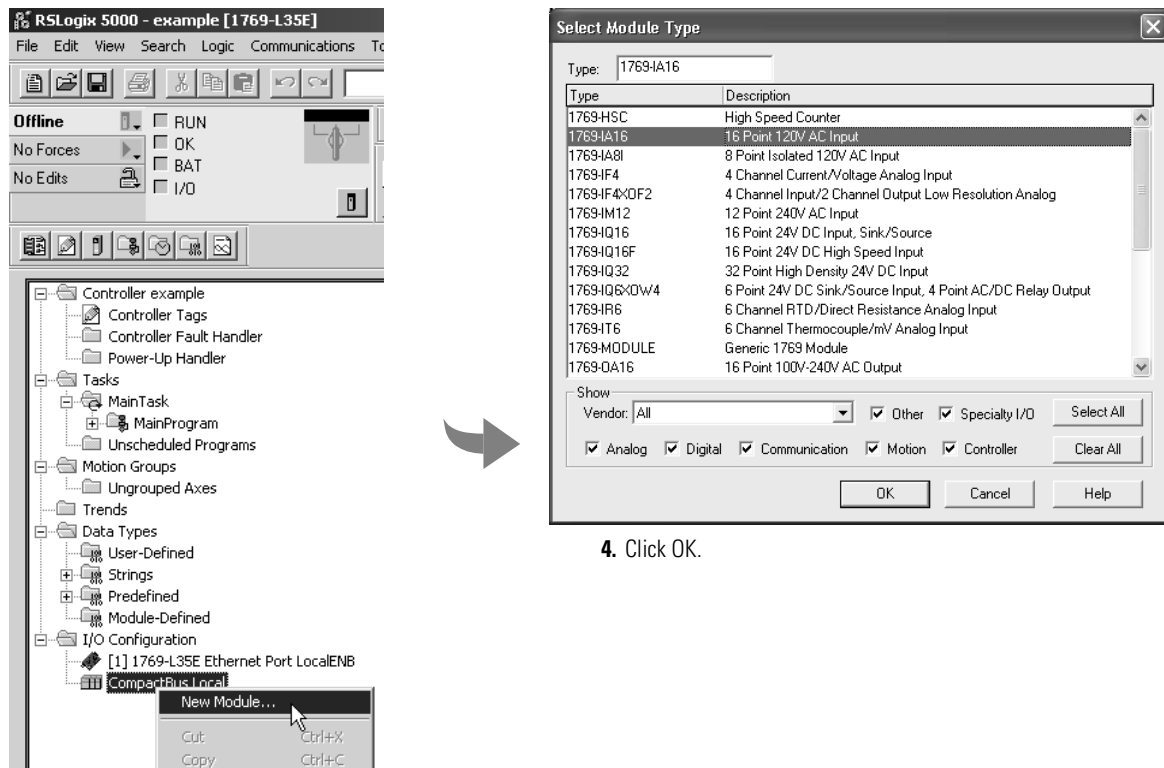 RSLogix 5000 - example [1769-L35E]
File Edit View Search Logic Communications To
Offline
RUN
No Forces
OK
BAT
No Edits
I/O
Controller example
Controller Tags
Controller Fault Handler
Power-Up Handler
Tasks
MainTask
MainProgram
Unscheduled Programs
Motion Groups
Ungrouped Axes
Trends
Data Types
User-Defined
Strings
Predefined
Module-Defined
I/O Configuration
[1] 1769-L35E Ethernet Port LocalENB
CompactBus Local
New Module...
Cut Ctrl+X
Copy Ctrl+C
Select Module Type
Type: 1769-IA16
Type Description
1769-HSC High Speed Counter
1769-IA16 16 Point 120V AC Input
1769-IA8I 8 Point Isolated 120V AC Input
1769-IF4 4 Channel Current/Voltage Analog Input
1769-IF4XOF2 4 Channel Input/2 Channel Output Low Resolution Analog
1769-IM12 12 Point 240V AC Input
1769-IQ16 16 Point 24V DC Input, Sink/Source
1769-IQ16F 16 Point 24V DC High Speed Input
1769-IQ32 32 Point High Density 24V DC Input
1769-IQ6XOW4 6 Point 24V DC Sink/Source Input, 4 Point AC/DC Relay Output
1769-IR6 6 Channel RTD/Direct Resistance Analog Input
1769-IT6 6 Channel Thermocouple/mV Analog Input
1769-MODULE Generic 1769 Module
1769-OA16 16 Point 100V-240V AC Output
Show
Vendor: All Other Specialty I/O Select All
Analog Digital Communication Motion Controller Clear All
OK Cancel Help
4. Click OK.